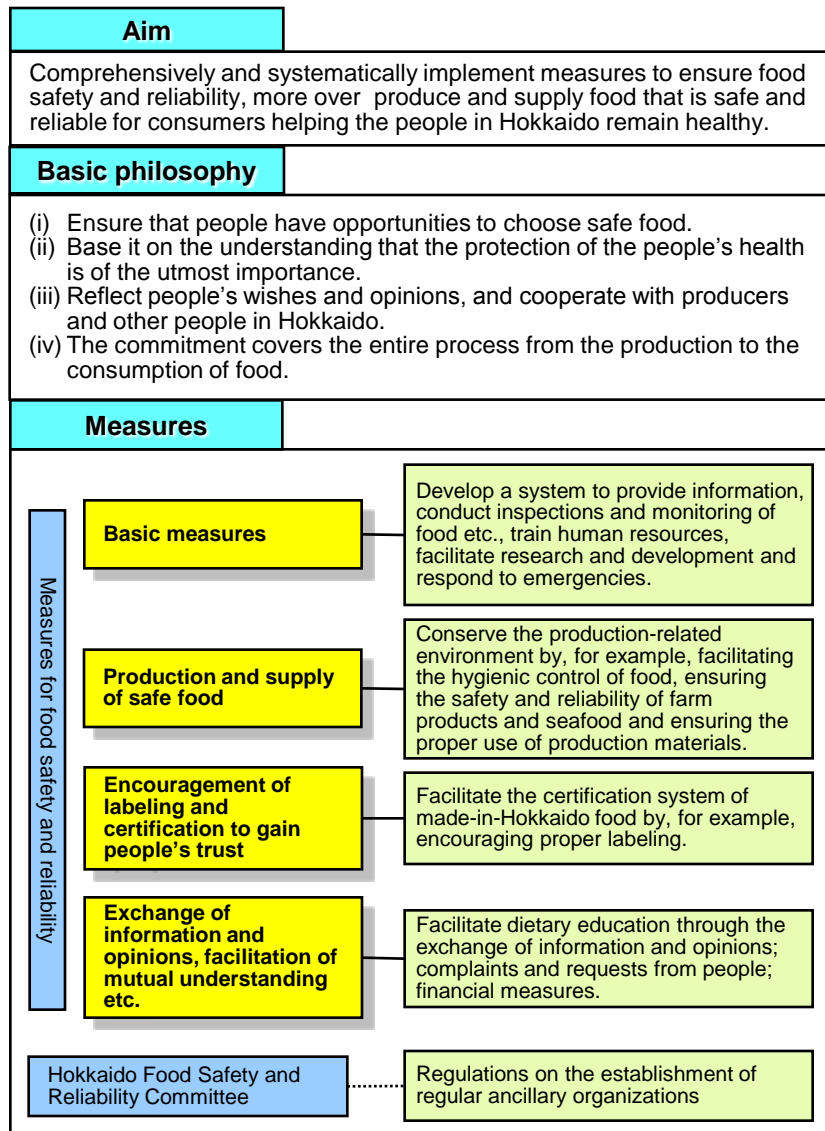 Aim
Comprehensively and systematically implement measures to ensure food
safety and reliability, more over produce and supply food that is safe and
reliable for consumers helping the people in Hokkaido remain healthy.
Basic philosophy
(i) Ensure that people have opportunities to choose safe food.
(ii) Base it on the understanding that the protection of the people's health
is of the utmost importance.
(iii) Reflect people's wishes and opinions, and cooperate with producers
and other people in Hokkaido.
(iv) The commitment covers the entire process from the production to the
consumption of food.
Measures
Measures for food safety and reliability
Basic measures
Develop a system to provide information,
conduct inspections and monitoring of
food etc., train human resources,
facilitate research and development and
respond to emergencies.
Production and supply
of safe food
Conserve the production-related
environment by, for example, facilitating
the hygienic control of food, ensuring
the safety and reliability of farm
products and seafood and ensuring the
proper use of production materials.
Encouragement of
labeling and
certification to gain
people's trust
Facilitate the certification system of
made-in-Hokkaido food by, for example,
encouraging proper labeling.
Exchange of
information and
opinions, facilitation of
mutual understanding
etc.
Facilitate dietary education through the
exchange of information and opinions;
complaints and requests from people;
financial measures.
Hokkaido Food Safety and
Reliability Committee
Regulations on the establishment of
regular ancillary organizations